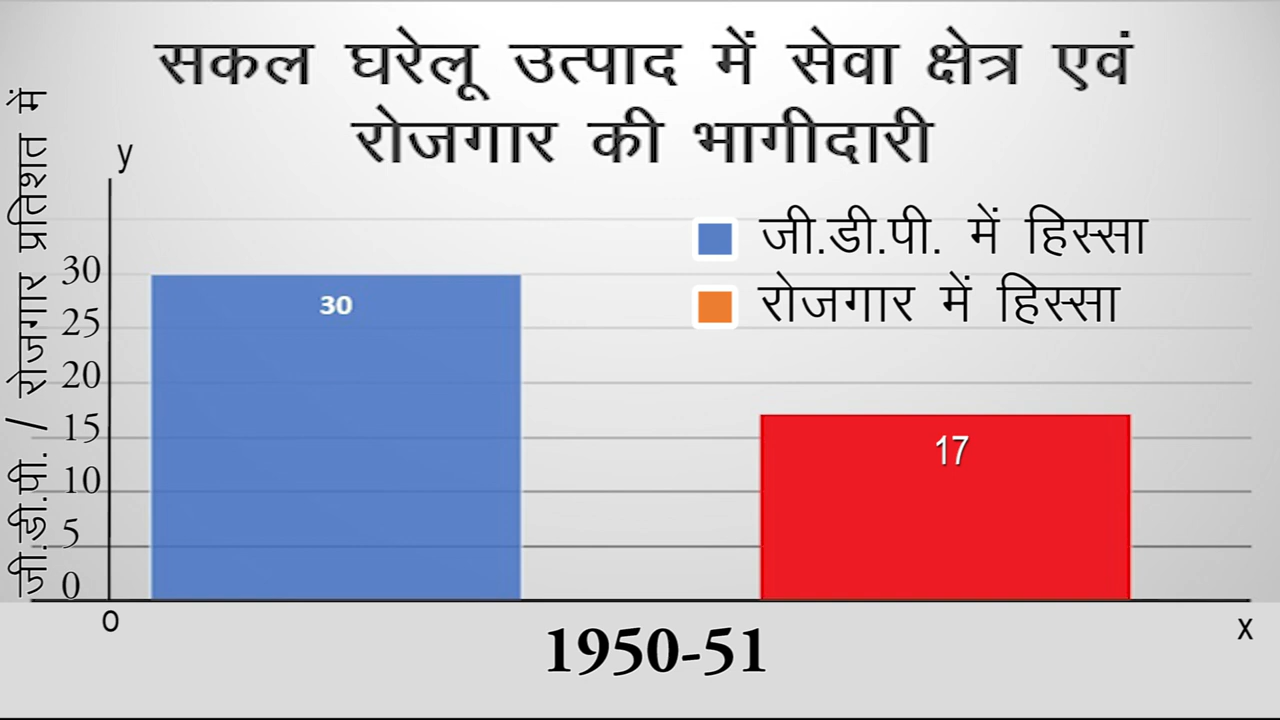 सकल घरेलू उत्पाद में सेवा क्षेत्र एवं
रोजगार की भागीदारी
जी.डी.पी. / रोजगार प्रतिशत में
y
जी.डी.पी. में हिस्सा
रोजगार में हिस्सा
30
25
20
15
10
5
0
30
17
O
x
1950-51